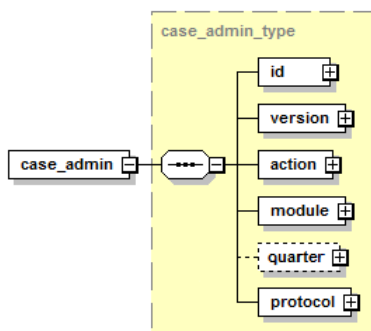 case_admin_type
id
version
case_admin
action
module
quarter
protocol